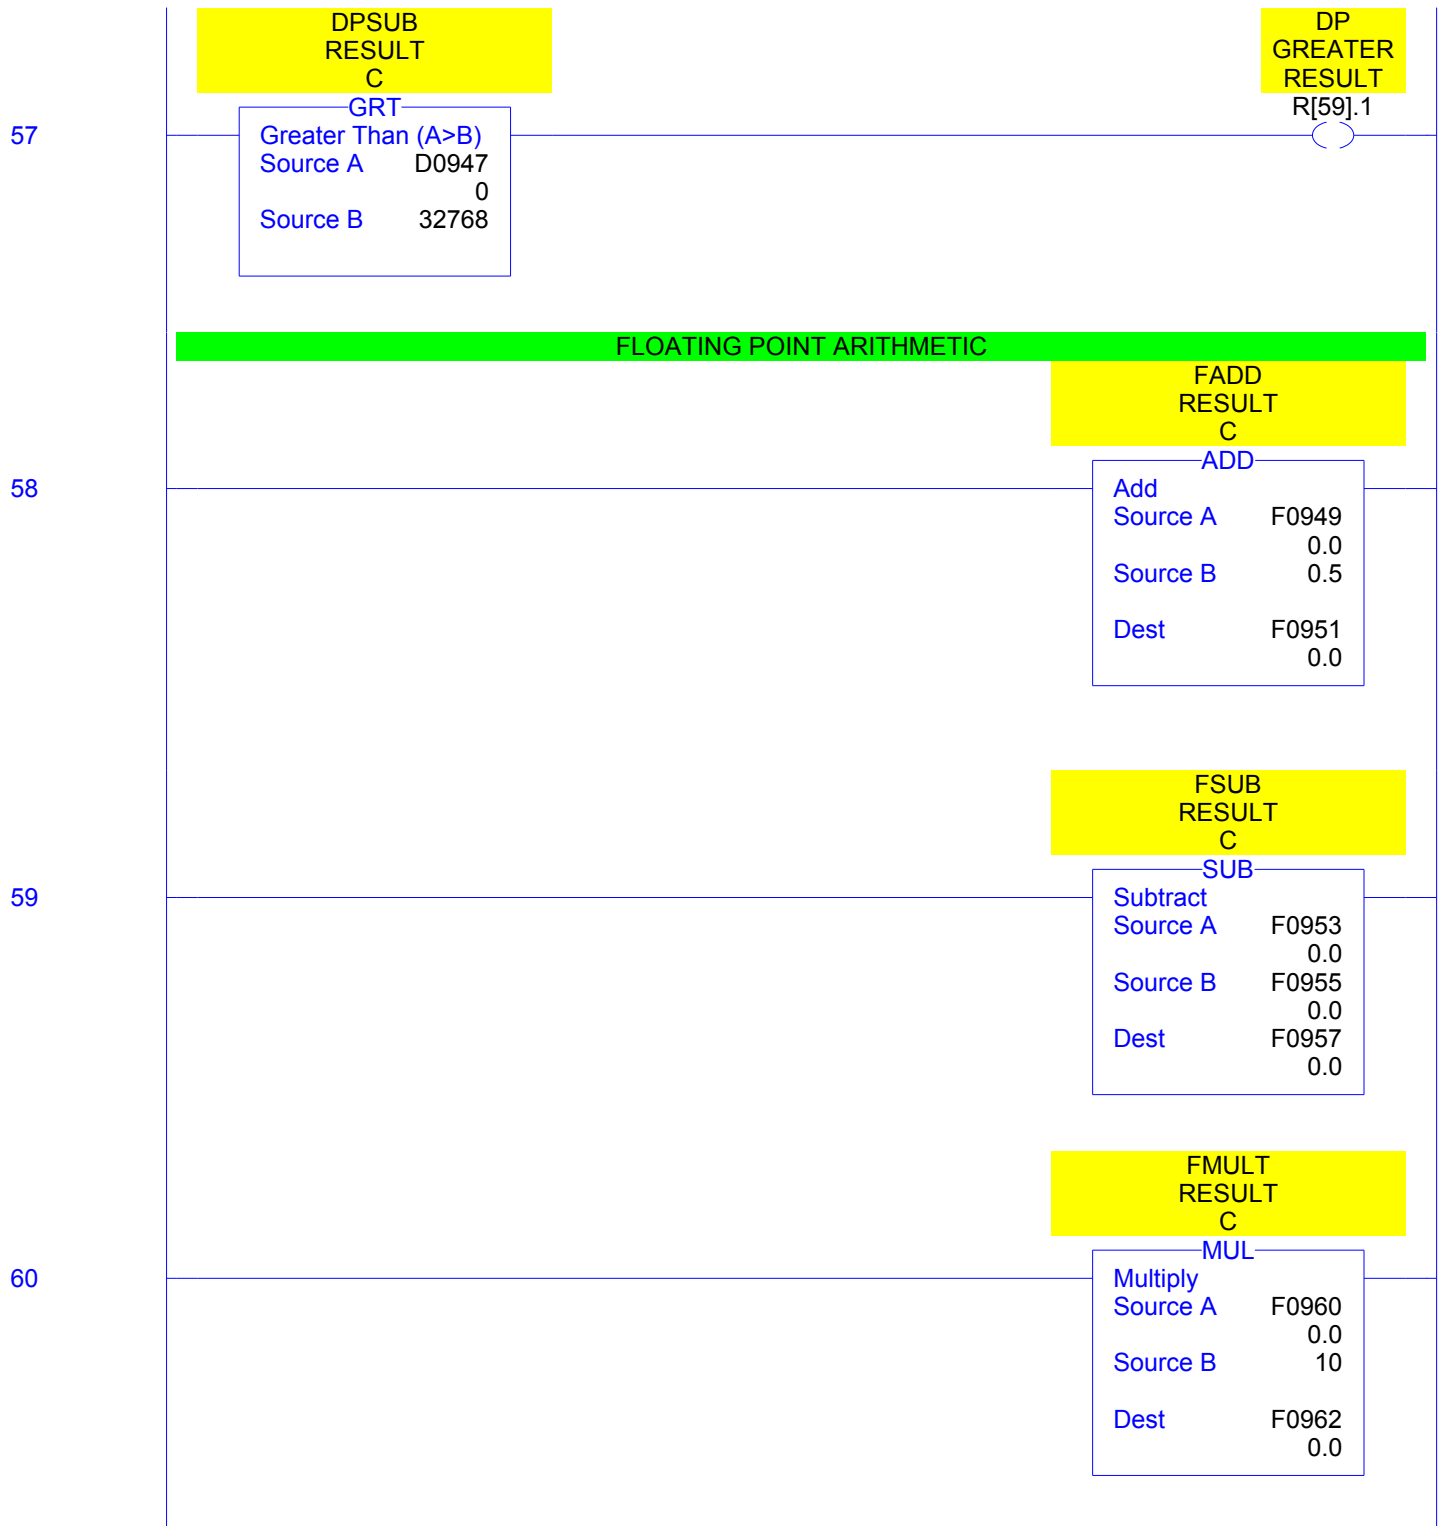 DPSUB
RESULT
C
DP
GREATER
RESULT
R[59].1
GRT
57
Greater Than (A>B)
Source A D0947
0
Source B 32768
FLOATING POINT ARITHMETIC
FADD
RESULT
C
ADD
58
Add
Source A F0949
0.0
Source B 0.5
Dest F0951
0.0
FSUB
RESULT
C
SUB
59
Subtract
Source A F0953
0.0
Source B F0955
0.0
Dest F0957
0.0
FMULT
RESULT
C
MUL
60
Multiply
Source A F0960
0.0
Source B 10
Dest F0962
0.0